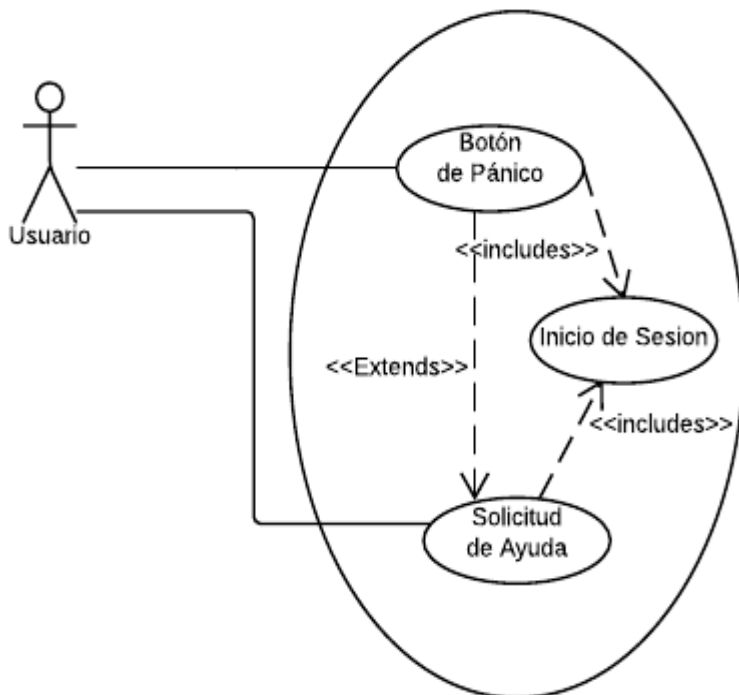 Botón
de Pánico
Usuario
<<includes>>
Inicio de Sesion
<<Extends>>
<<includes>>
Solicitud
de Ayuda